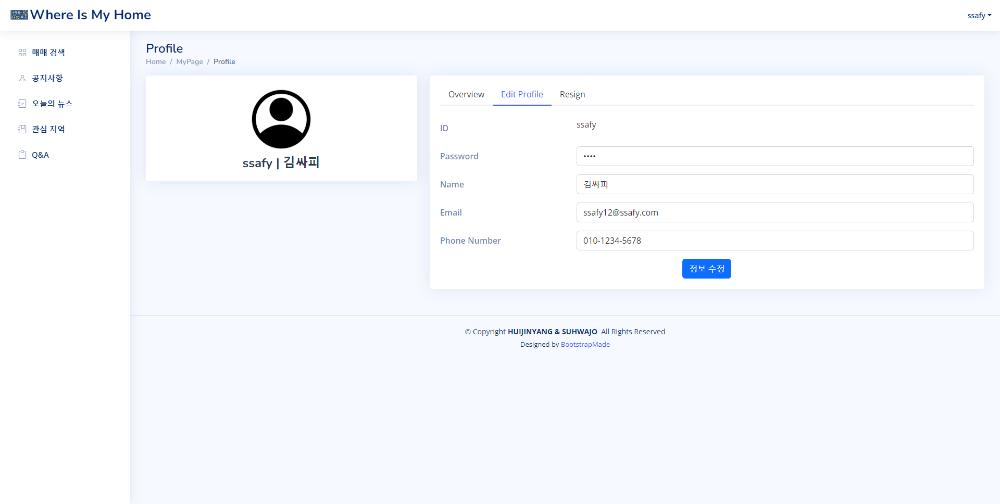 Where Is My Home
ssafy
매매 검색
공지사항
오늘의 뉴스
관심 지역
Q&A
Profile
Home / MyPage / Profile
ssafy | 김싸피
Overview Edit Profile Resign
ID ssafy
Password ••••
Name 김싸피
Email ssafy12@ssafy.com
Phone Number 010-1234-5678
정보 수정
© Copyright HUIJINYANG & SUHWAJO All Rights Reserved
Designed by BootstrapMade